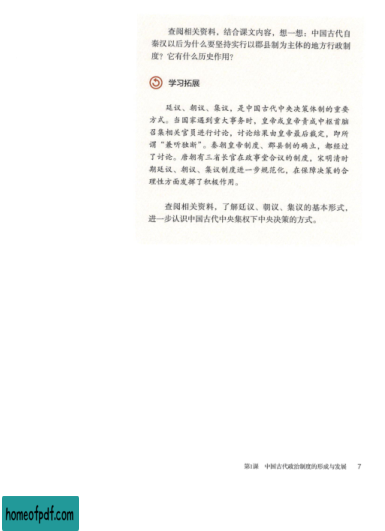 查阅相关资料，结合课文内容，想一想：中国古代自
秦汉以后为什么要坚持实行以郡县制为主体的地方行政制
度？它有什么历史作用？
学习拓展
廷议、朝议、集议，是中国古代中央决策体制的重要
方式。当国家遇到重大事务时，皇帝或皇帝责成中枢首脑
召集相关官员进行讨论，讨论结果由皇帝最后裁定，即所
谓“兼听独断”。秦朝皇帝制度、郡县制的确立，都经过
了讨论。唐朝有三省长官在政事堂合议的制度，宋明清时
期廷议、朝议、集议制度进一步规范化，在保障决策的合
理性方面发挥了积极作用。
查阅相关资料，了解廷议、朝议、集议的基本形式，
进一步认识中国古代中央集权下中央决策的方式。
第1课 中国古代政治制度的形成与发展 7
homeofpdf.com